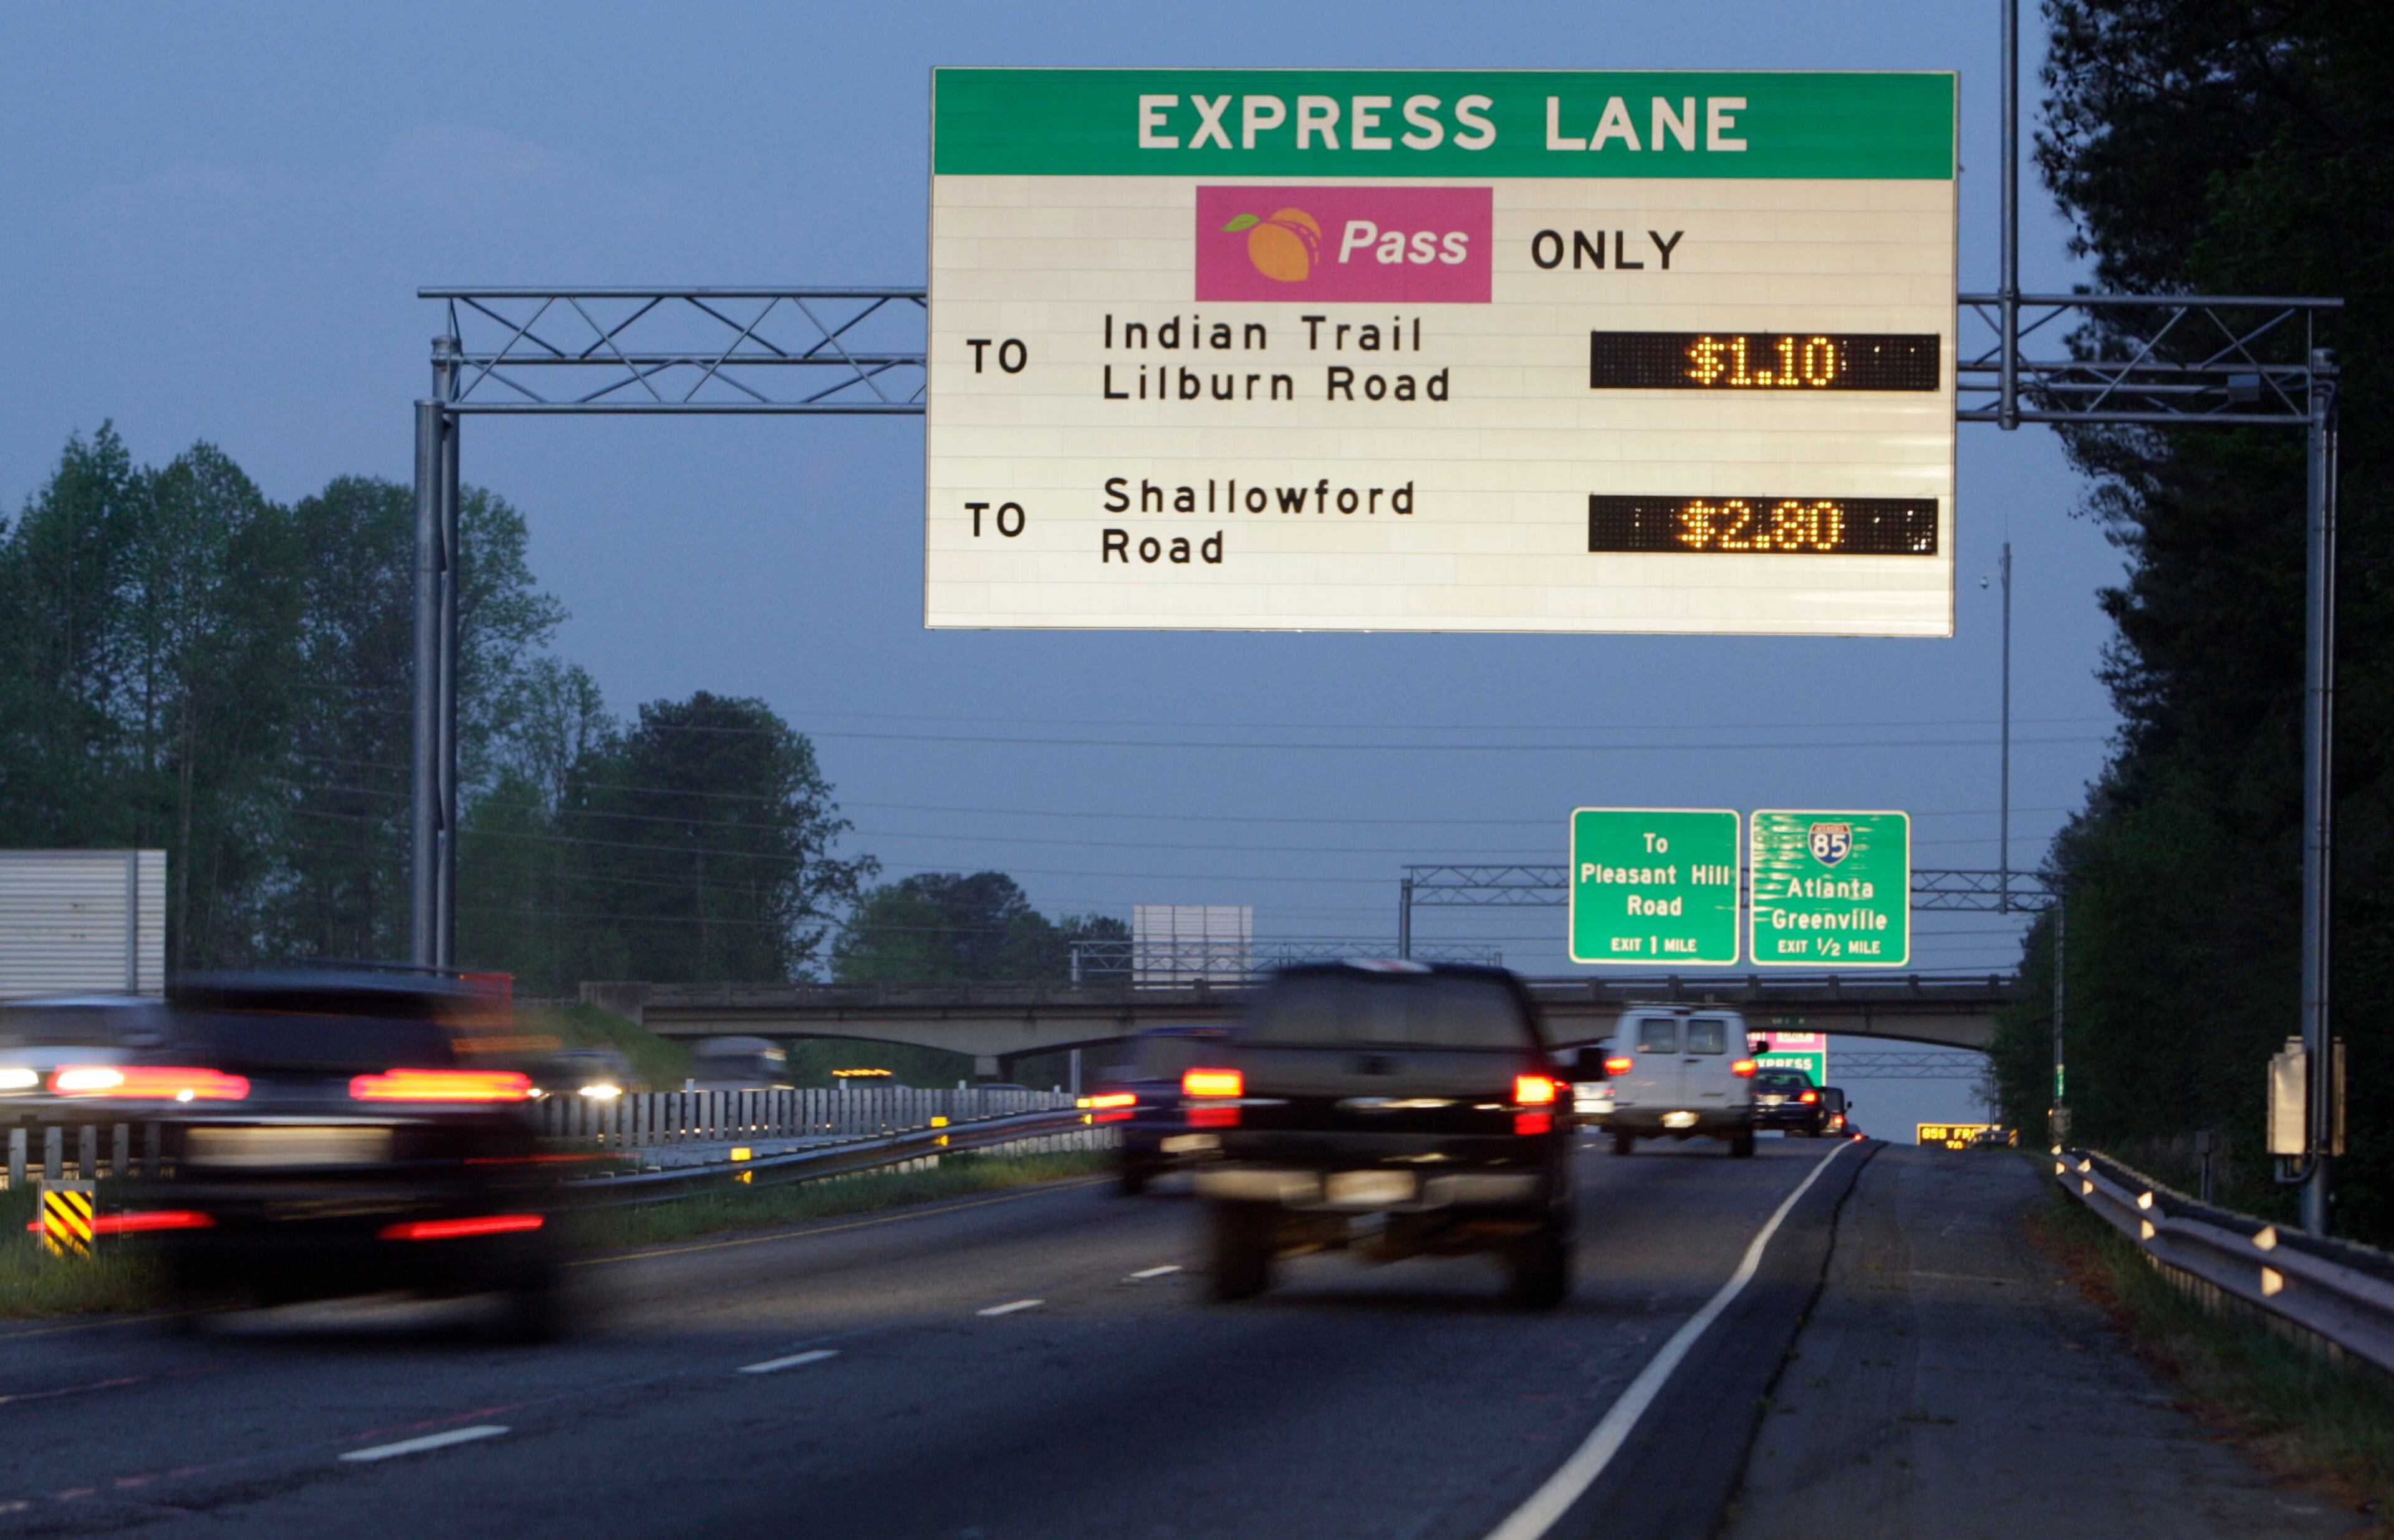 EXPRESS LANE
Pass ONLY
TO Indian Trail Lilburn Road $1.10
TO Shallowford Road $2.80
To
Pleasant Hill
Road
EXIT 1 MILE
85
Atlanta
Greenville
EXIT 1/2 MILE
EXPRESS